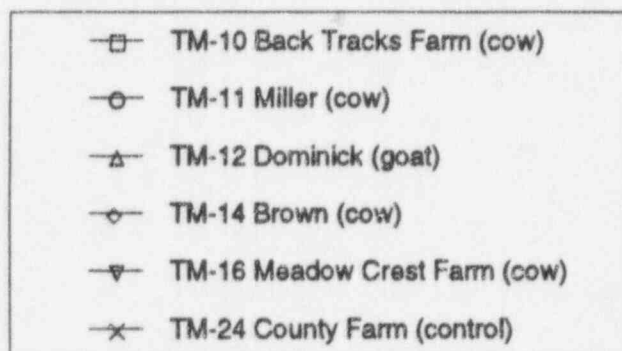 TM-10 Back Tracks Farm (cow)
TM-11 Miller (cow)
TM-12 Dominick (goat)
TM-14 Brown (cow)
TM-16 Meadow Crest Farm (cow)
TM-24 County Farm (control)